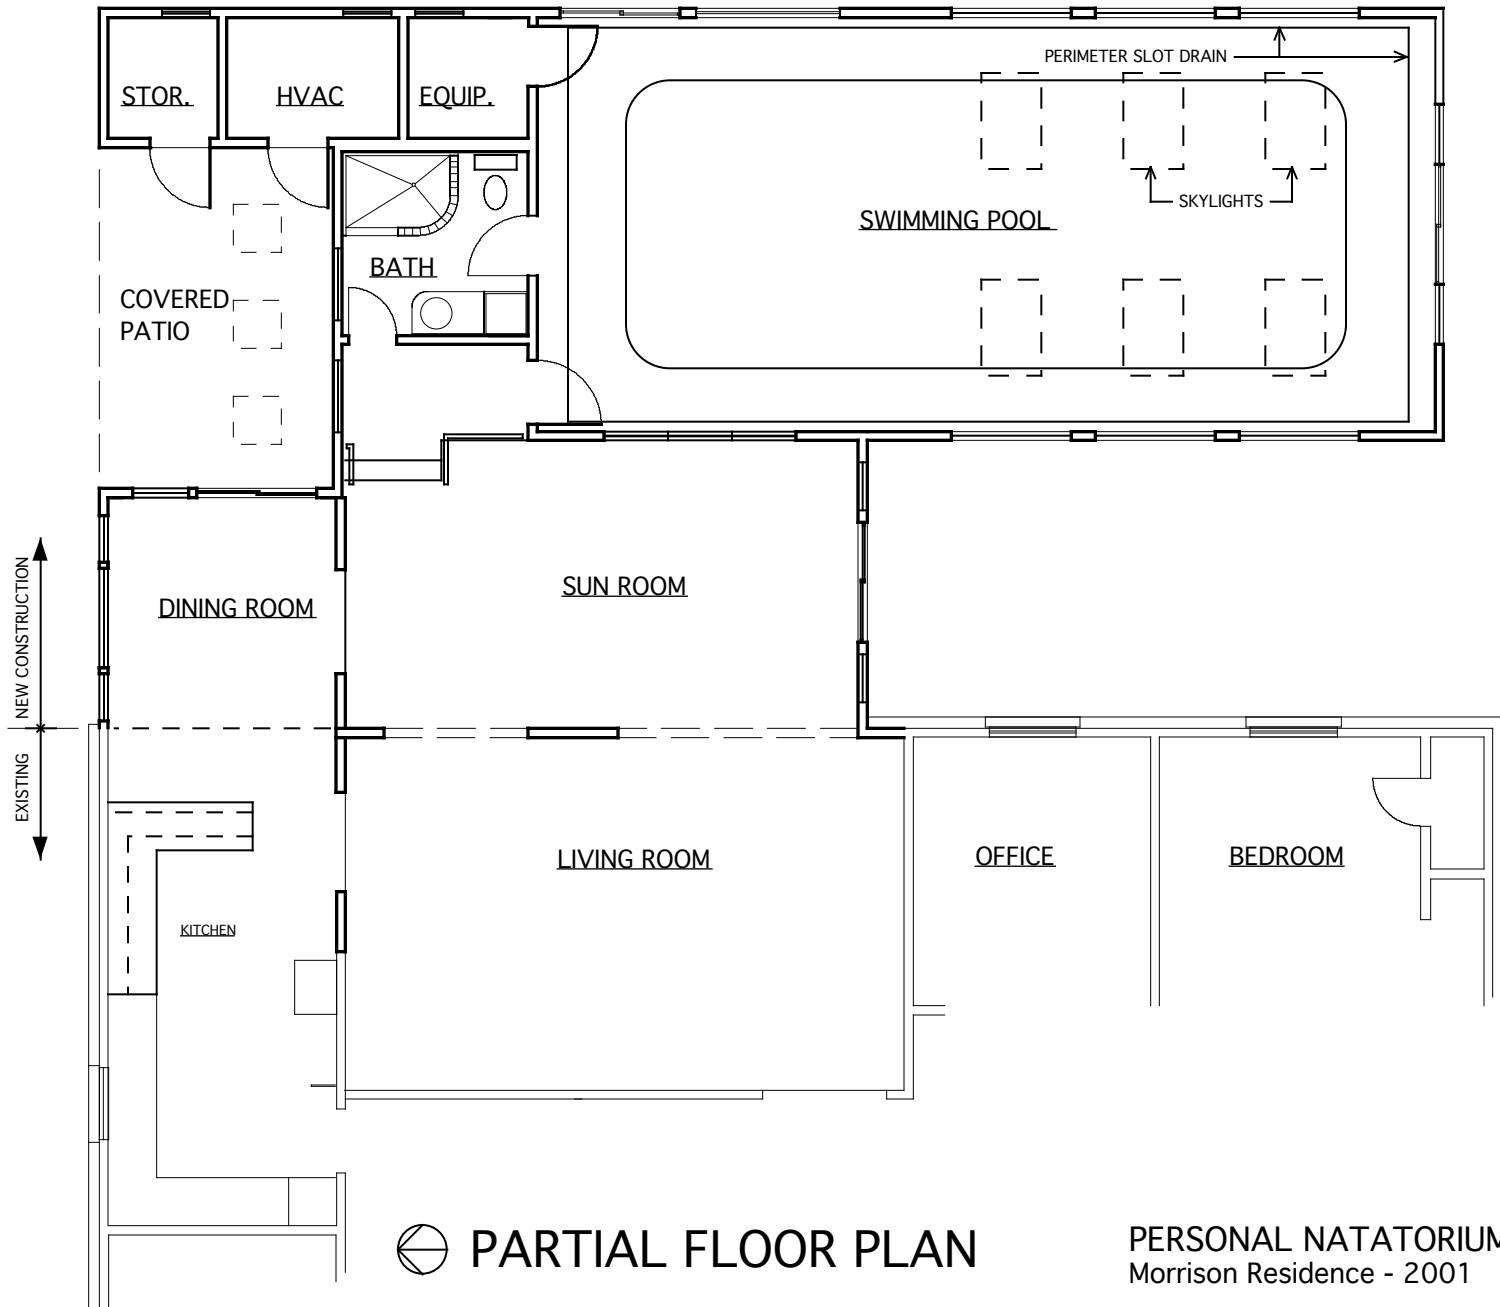 PERIMETER SLOT DRAIN
STOR.
HVAC
EQUIP.
SKYLIGHTS
SWIMMING POOL
BATH
COVERED
PATIO
NEW CONSTRUCTION
DINING ROOM
SUN ROOM
EXISTING
LIVING ROOM
OFFICE
BEDROOM
KITCHEN
PARTIAL FLOOR PLAN
PERSONAL NATATORIUM
Morrison Residence - 2001